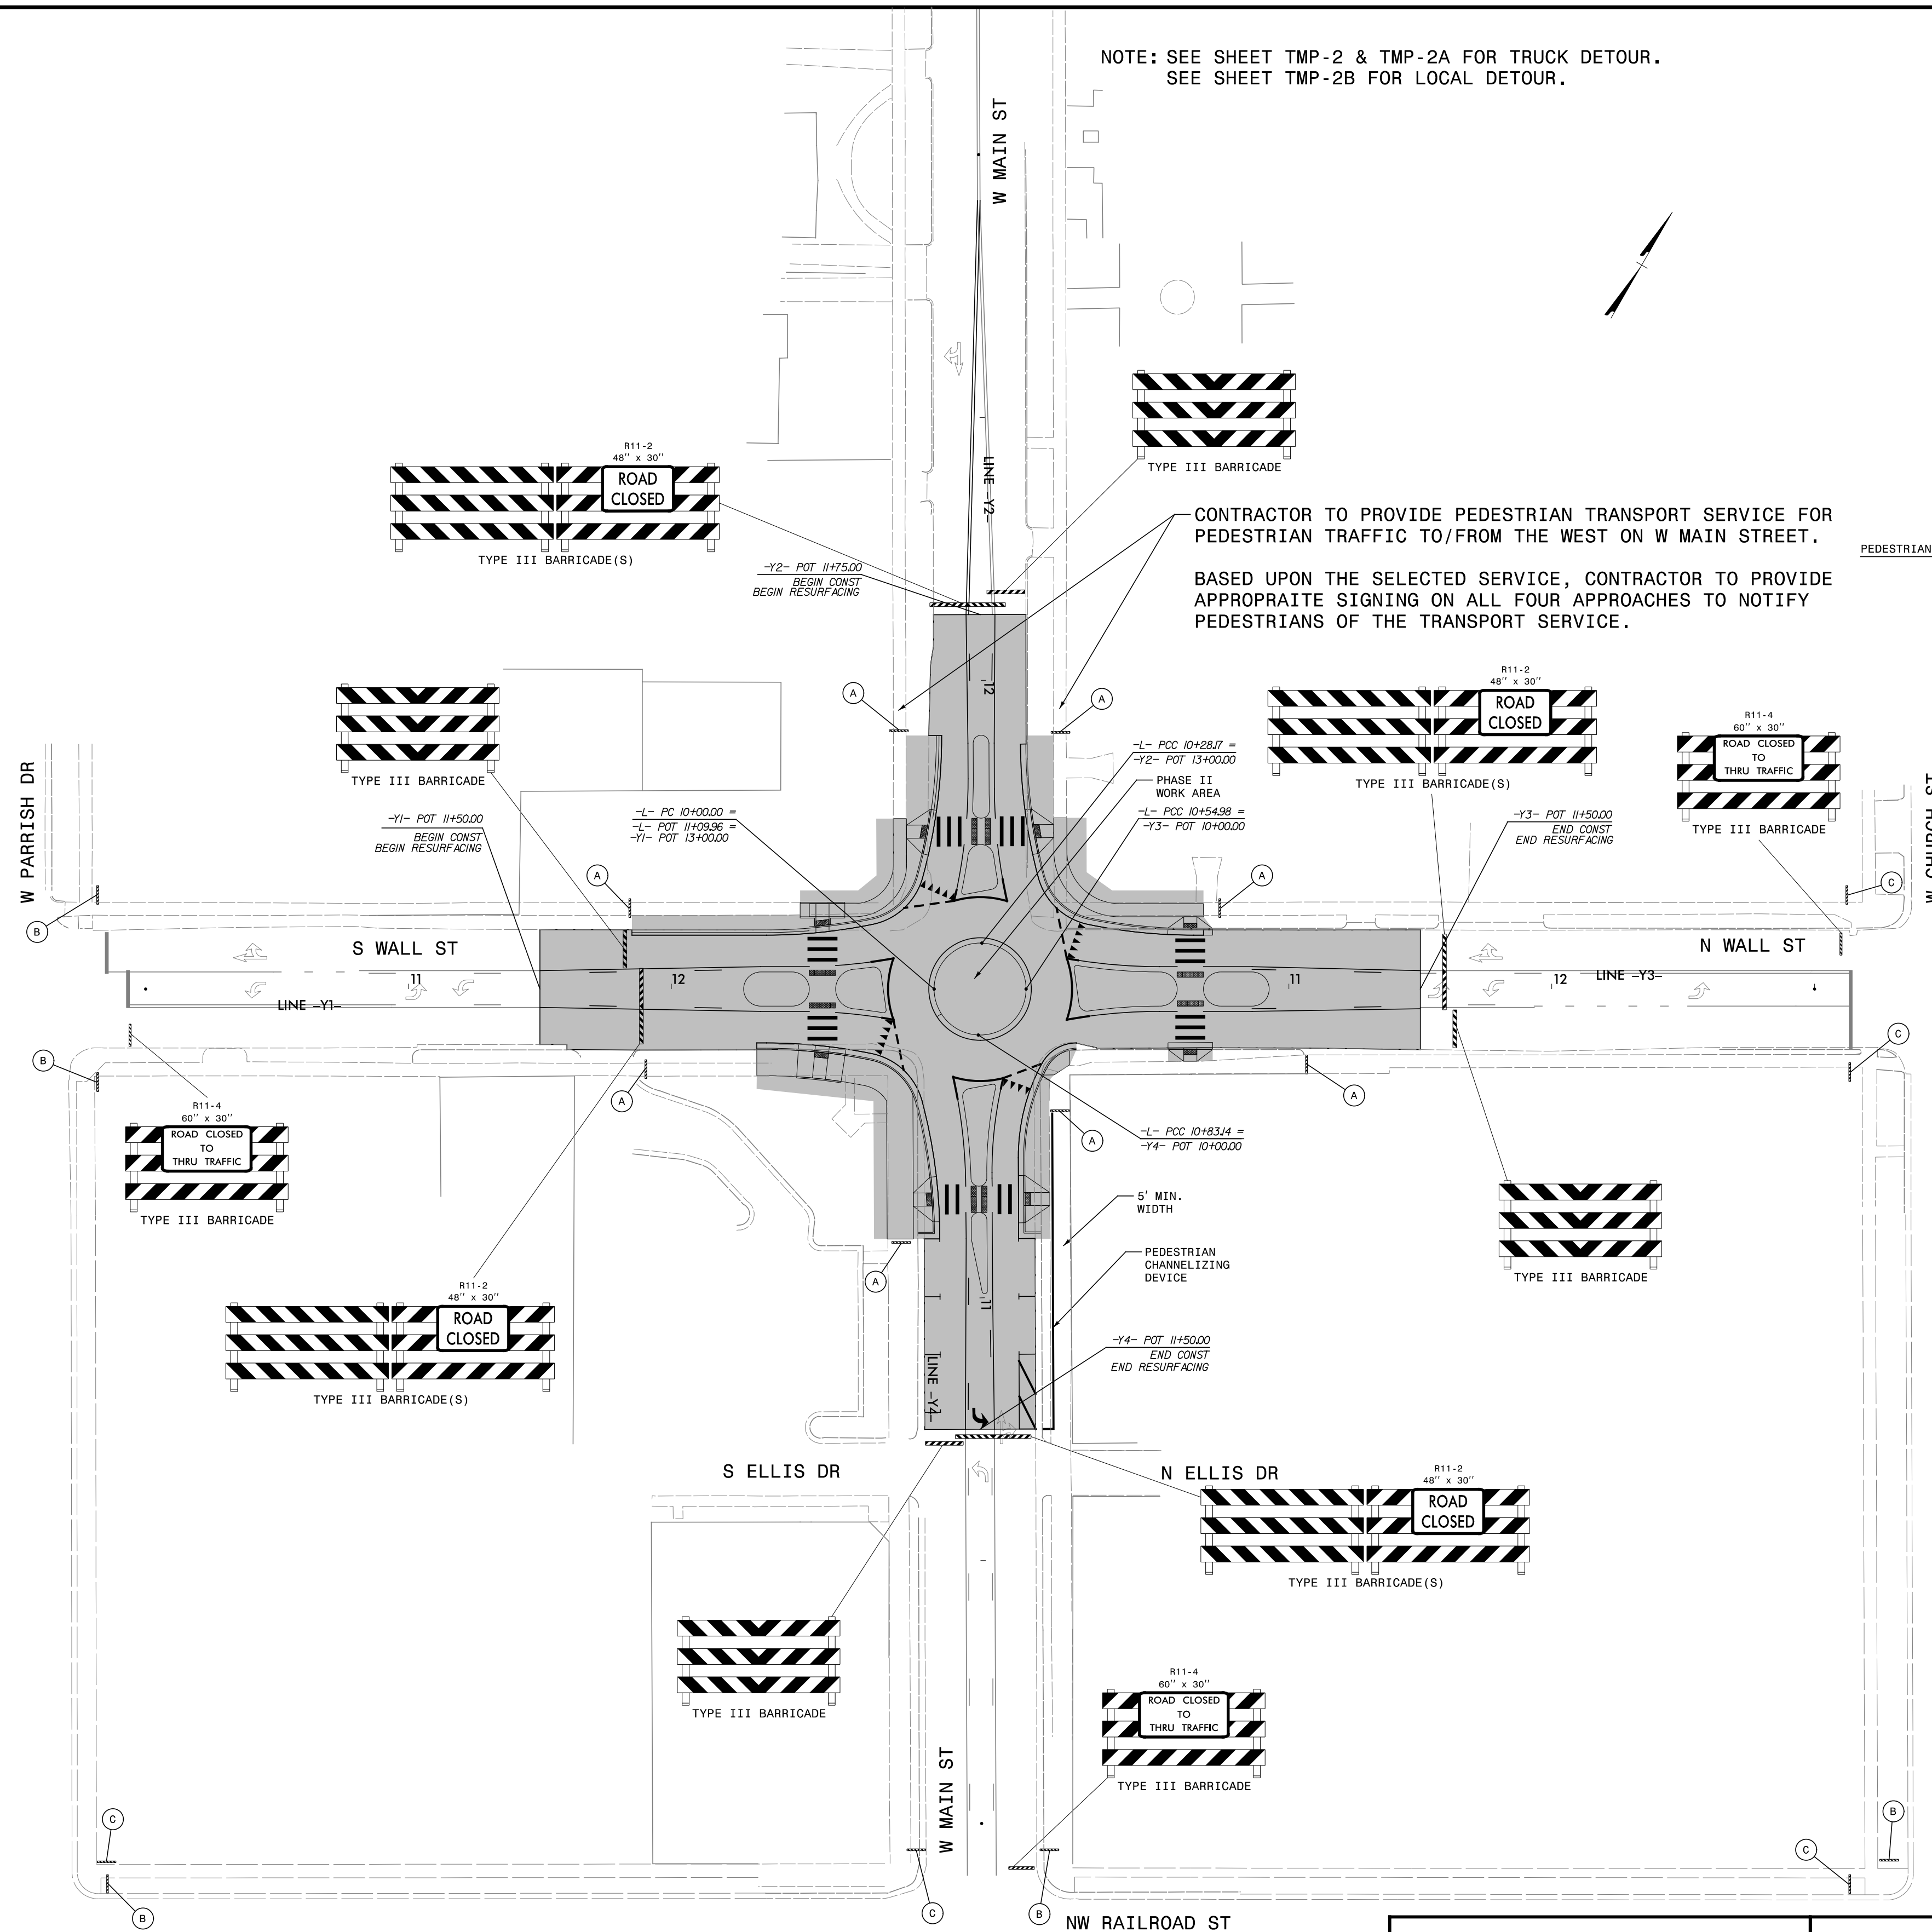 NOTE: SEE SHEET TMP-2 & TMP-2A FOR TRUCK DETOUR.
SEE SHEET TMP-2B FOR LOCAL DETOUR.
W MAIN ST
TYPE III BARRICADE
R11-2
48" x 30"
ROAD
CLOSED
TYPE III BARRICADE(S)
LINE -Y2-
CONTRACTOR TO PROVIDE PEDESTRIAN TRANSPORT SERVICE FOR
PEDESTRIAN TRAFFIC TO/FROM THE WEST ON W MAIN STREET.
BASED UPON THE SELECTED SERVICE, CONTRACTOR TO PROVIDE
APPROPRAITE SIGNING ON ALL FOUR APPROACHES TO NOTIFY
PEDESTRIANS OF THE TRANSPORT SERVICE.
PEDESTRIAN
-Y2- POT 11+75.00
BEGIN CONST
BEGIN RESURFACING
12
A
A
TYPE III BARRICADE
R11-2
48" x 30"
ROAD
CLOSED
TYPE III BARRICADE(S)
R11-4
60" x 30"
ROAD CLOSED
TO
THRU TRAFFIC
TYPE III BARRICADE
-L- PCC 10+28.17 =
-Y2- POT 13+00.00
PHASE II
WORK AREA
-L- PCC 10+54.98 =
-Y3- POT 10+00.00
-L- PC 10+00.00 =
-L- POT 11+09.96 =
-Y1- POT 13+00.00
-Y1- POT 11+50.00
BEGIN CONST
BEGIN RESURFACING
-Y3- POT 11+50.00
END CONST
END RESURFACING
W PARRISH DR
W CHURCH ST
A
A
C
B
S WALL ST
N WALL ST
11
12
11
12
LINE -Y3-
LINE -Y1-
B
C
A
A
A
R11-4
60" x 30"
ROAD CLOSED
TO
THRU TRAFFIC
TYPE III BARRICADE
-L- PCC 10+83.14 =
-Y4- POT 10+00.00
5' MIN.
WIDTH
PEDESTRIAN
CHANNELIZING
DEVICE
TYPE III BARRICADE
A
R11-2
48" x 30"
ROAD
CLOSED
TYPE III BARRICADE(S)
11
-Y4- POT 11+50.00
END CONST
END RESURFACING
LINE -Y4-
S ELLIS DR
N ELLIS DR
R11-2
48" x 30"
ROAD
CLOSED
TYPE III BARRICADE(S)
TYPE III BARRICADE
R11-4
60" x 30"
ROAD CLOSED
TO
THRU TRAFFIC
TYPE III BARRICADE
W MAIN ST
C
B
C
B
C
B
NW RAILROAD ST